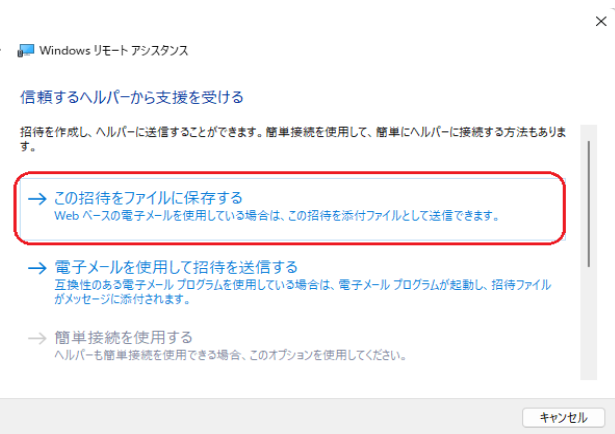 Windows リモート アシスタンス
信頼するヘルパーから支援を受ける
招待を作成し、ヘルパーに送信することができます。簡単接続を使用して、簡単にヘルパーに接続する方法もありま
す。
→ この招待をファイルに保存する
Web ベースの電子メールを使用している場合は、この招待を添付ファイルとして送信できます。
→ 電子メールを使用して招待を送信する
互換性のある電子メール プログラムを使用している場合は、電子メール プログラムが起動し、招待ファイル
がメッセージに添付されます。
→ 簡単接続を使用する
ヘルパーも簡単接続を使用できる場合、このオプションを使用してください。
キャンセル